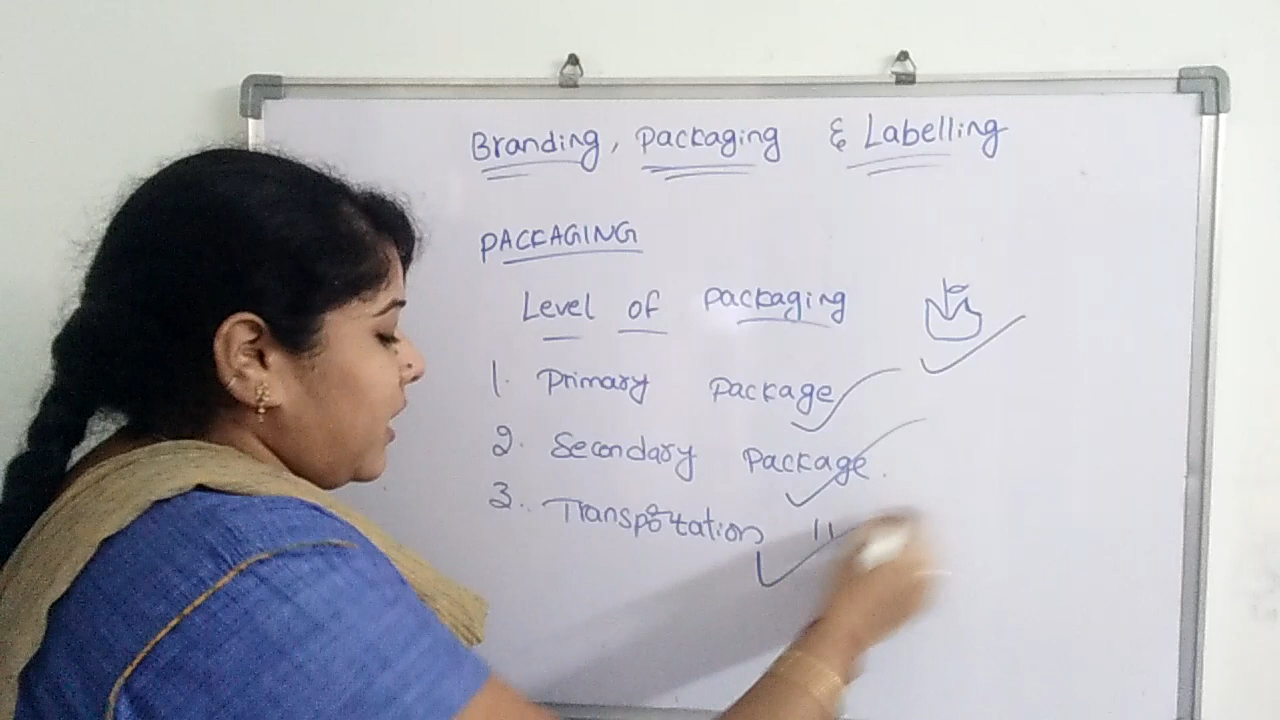 Branding, Packaging & Labelling
PACKAGING
Level of packaging
1. Primary Package
2. Secondary Package.
3. Transportation "